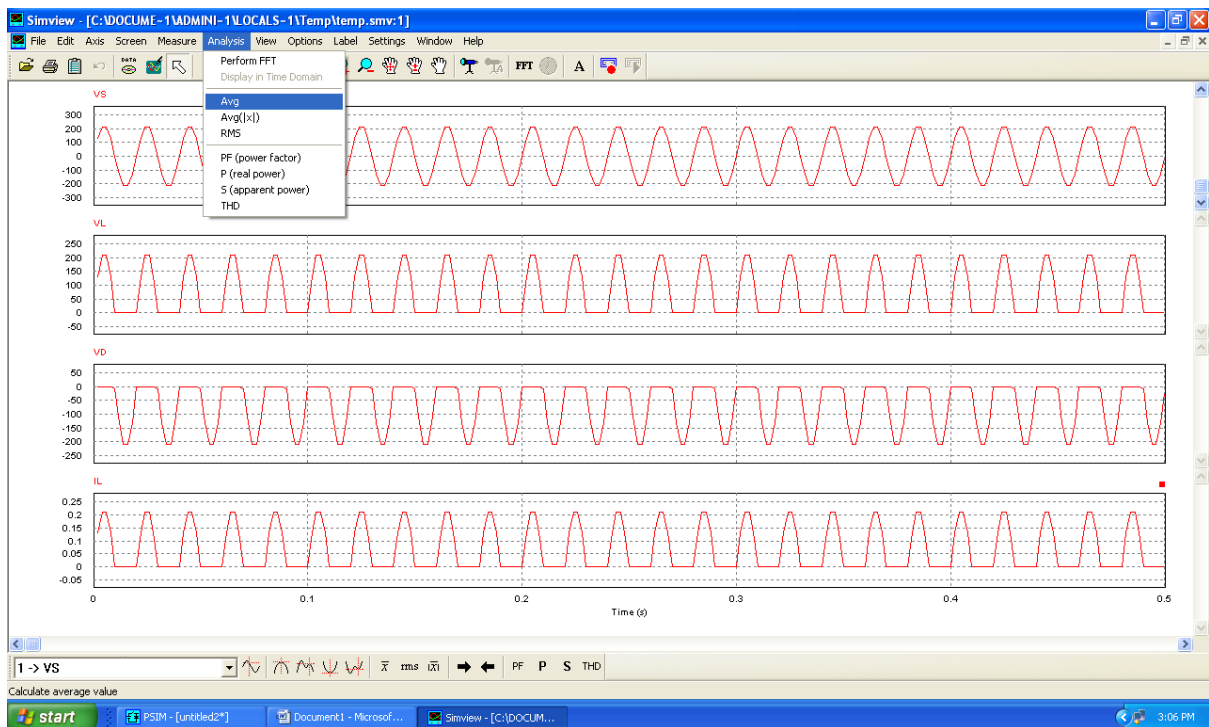 Simview - [C:\DOCUME~1\ADMINI~1\LOCALS~1\Temp\temp.smv:1]
File Edit Axis Screen Measure Analysis View Options Label Settings Window Help
DATA
FFT
A
Perform FFT
Display in Time Domain
Avg
Avg(|x|)
RMS
PF (power factor)
P (real power)
S (apparent power)
THD
VS
300
200
100
0
-100
-200
-300
VL
250
200
150
100
50
0
-50
VD
50
0
-50
-100
-150
-200
-250
IL
0.25
0.2
0.15
0.1
0.05
0
-0.05
0 0.1 0.2 0.3 0.4 0.5
Time (s)
1 -> VS
x rms |x| PF P S THD
Calculate average value
start PSIM - [untitled2*] Document1 - Microsof... Simview - [C:\DOCUM... 3:06 PM